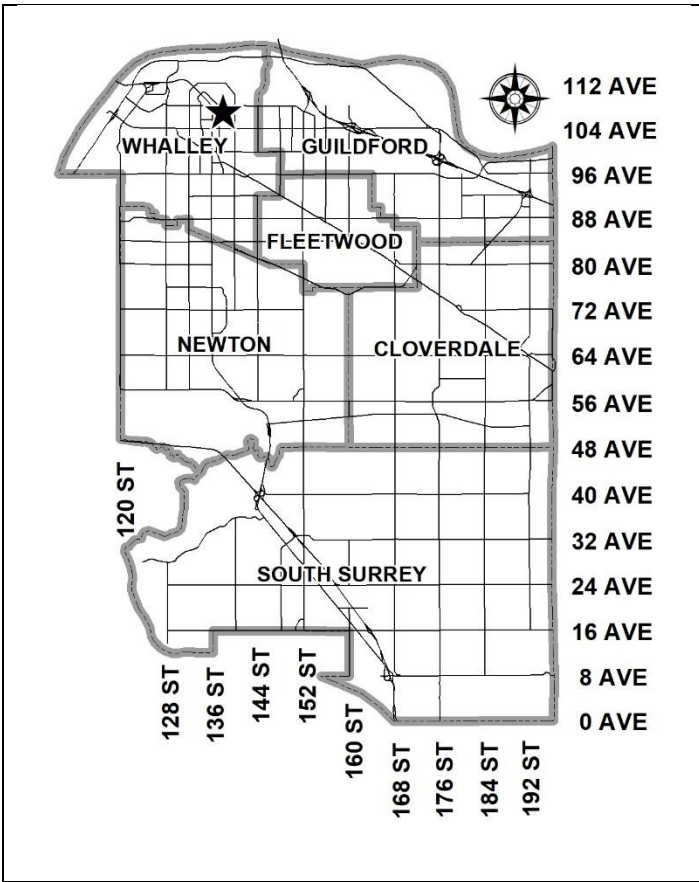 112 AVE
104 AVE
WHALLEY
GUILDFORD
96 AVE
88 AVE
FLEETWOOD
80 AVE
72 AVE
NEWTON
CLOVERDALE
64 AVE
56 AVE
48 AVE
120 ST
40 AVE
32 AVE
SOUTH SURREY
24 AVE
16 AVE
128 ST
136 ST
144 ST
152 ST
160 ST
8 AVE
0 AVE
168 ST
176 ST
184 ST
192 ST